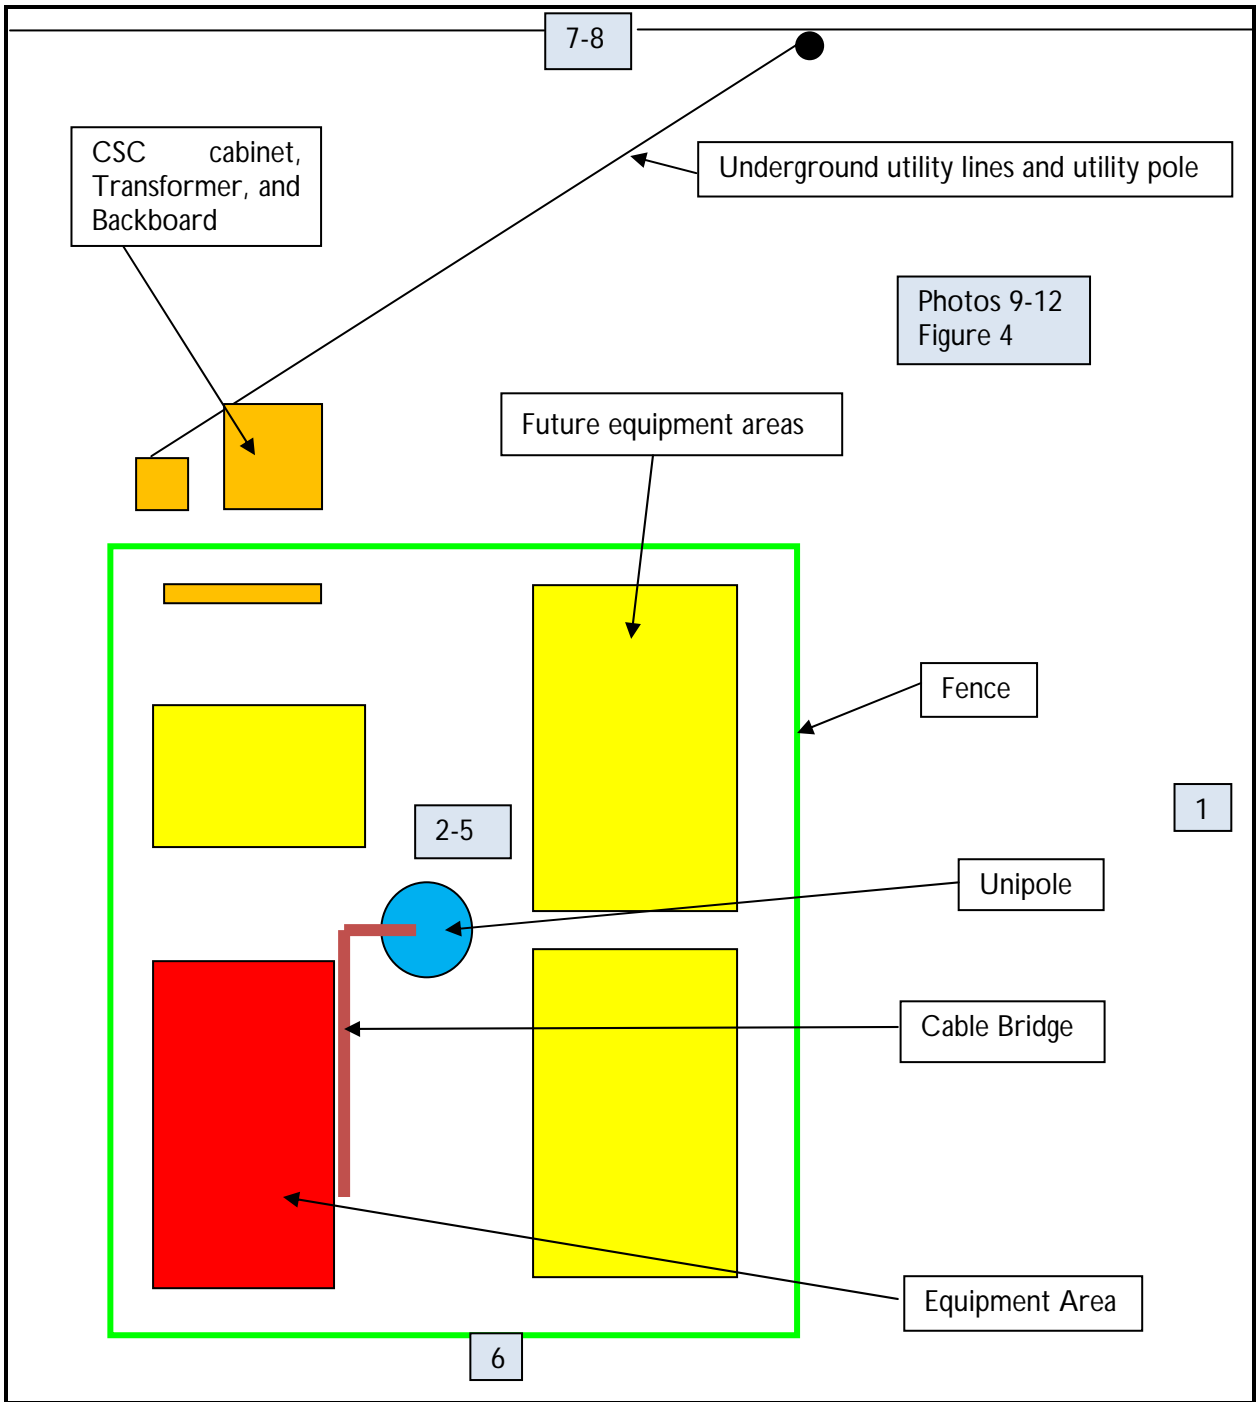 7-8
CSC cabinet,
Transformer, and
Backboard
Underground utility lines and utility pole
Photos 9-12
Figure 4
Future equipment areas
Fence
1
2-5
Unipole
Cable Bridge
Equipment Area
6